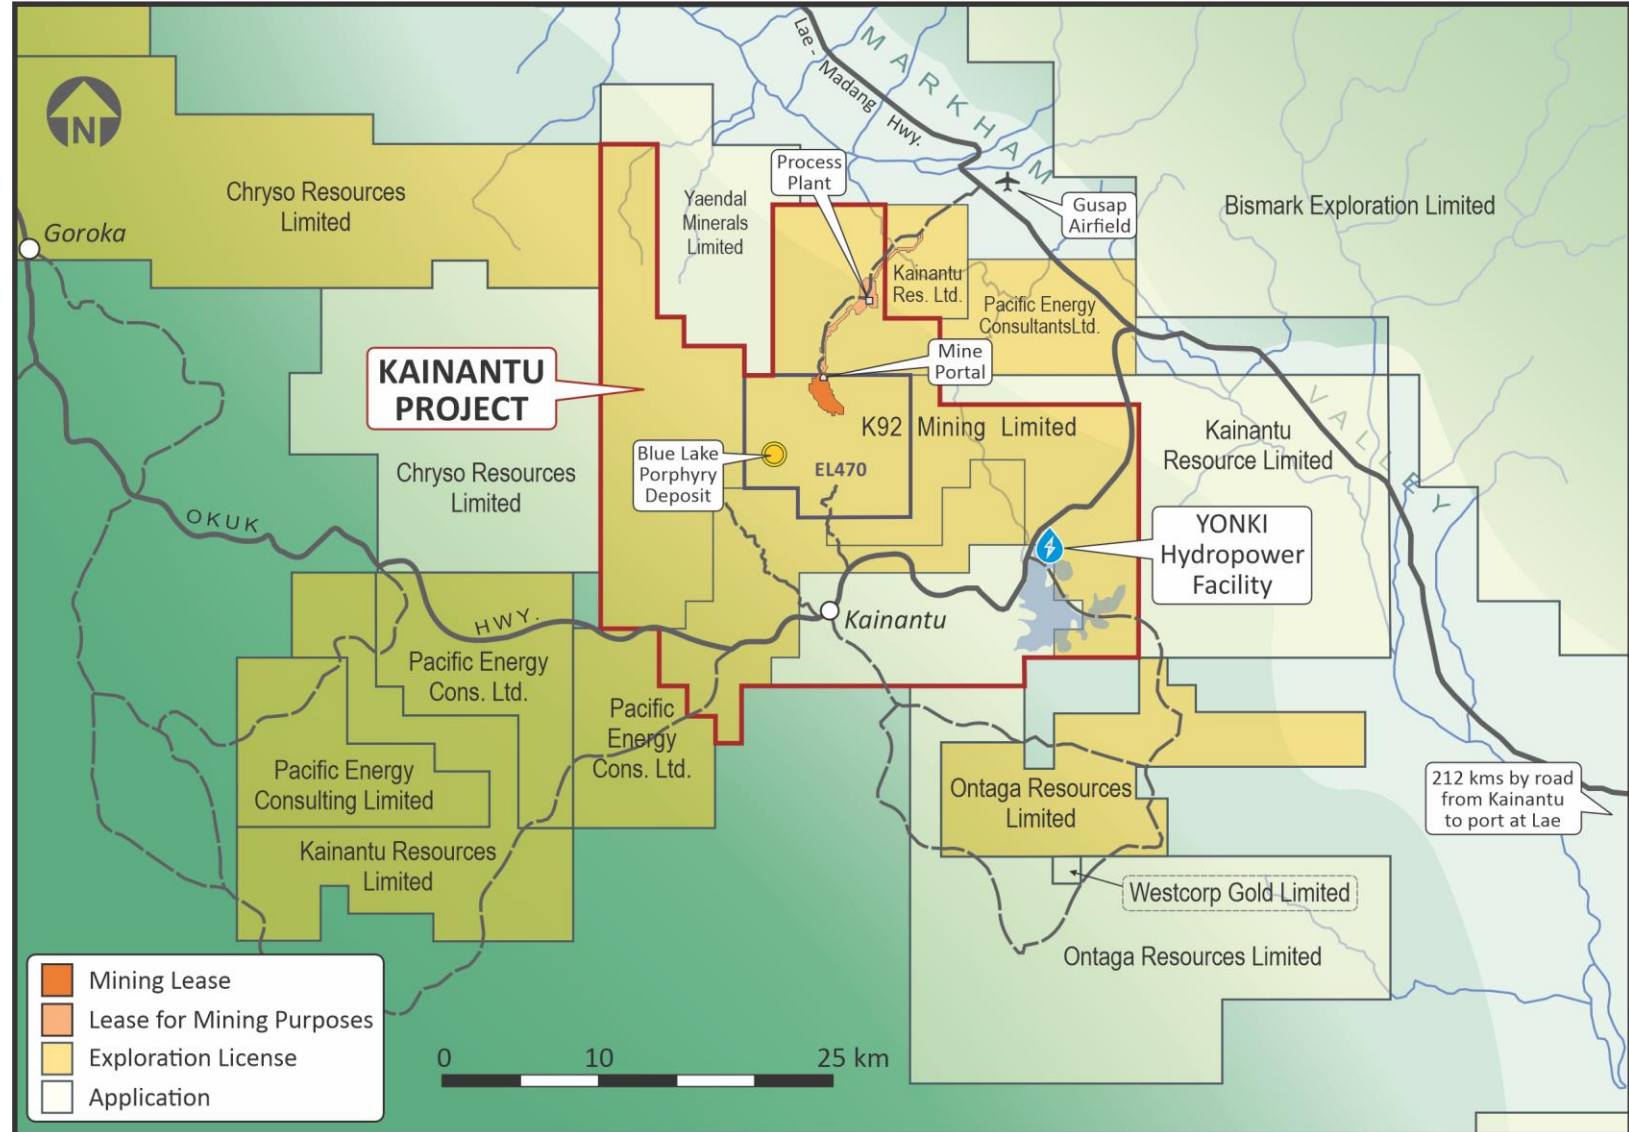 Lae - Madang Hwy.
MARKHAM
N
Process
Plant
Gusap
Airfield
Chryso Resources
Limited
Yaendal
Minerals
Limited
Bismark Exploration Limited
Goroka
Kainantu
Res. Ltd.
Pacific Energy
ConsultantsLtd.
KAINANTU
PROJECT
Mine
Portal
VALLEY
K92 Mining Limited
Kainantu
Resource Limited
Blue Lake
Porphyry
Deposit
EL470
Chryso Resources
Limited
OKUK
HWY.
YONKI
Hydropower
Facility
Kainantu
Pacific Energy
Cons. Ltd.
Pacific
Energy
Cons. Ltd.
Pacific Energy
Consulting Limited
Ontaga Resources
Limited
212 kms by road
from Kainantu
to port at Lae
Kainantu Resources
Limited
Westcorp Gold Limited
Ontaga Resources Limited
Mining Lease
Lease for Mining Purposes
Exploration License
Application
0 10 25 km